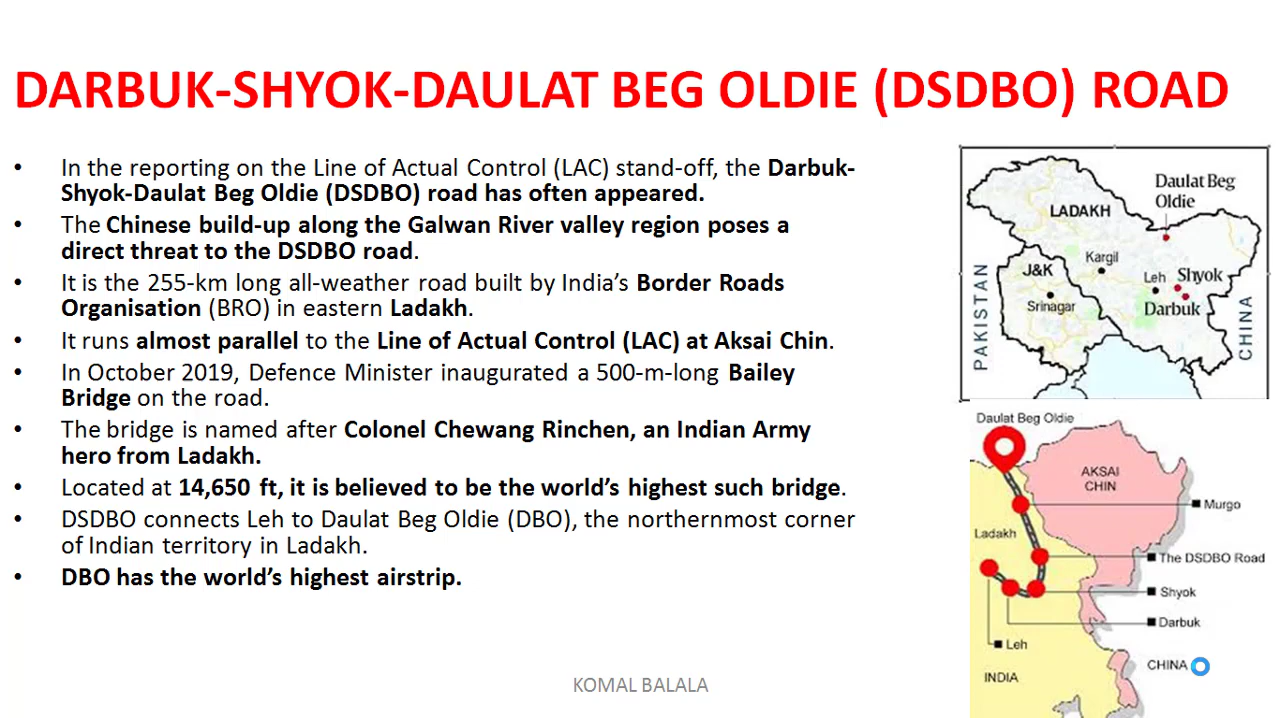 DARBUK-SHYOK-DAULAT BEG OLDIE (DSDBO) ROAD
• In the reporting on the Line of Actual Control (LAC) stand-off, the Darbuk-
Shyok-Daulat Beg Oldie (DSDBO) road has often appeared.
• The Chinese build-up along the Galwan River valley region poses a
direct threat to the DSDBO road.
• It is the 255-km long all-weather road built by India’s Border Roads
Organisation (BRO) in eastern Ladakh.
• It runs almost parallel to the Line of Actual Control (LAC) at Aksai Chin.
• In October 2019, Defence Minister inaugurated a 500-m-long Bailey
Bridge on the road.
• The bridge is named after Colonel Chewang Rinchen, an Indian Army
hero from Ladakh.
• Located at 14,650 ft, it is believed to be the world’s highest such bridge.
• DSDBO connects Leh to Daulat Beg Oldie (DBO), the northernmost corner
of Indian territory in Ladakh.
• DBO has the world’s highest airstrip.
KOMAL BALALA
Daulat Beg
Oldie
LADAKH
Kargil
J&K
Leh
Shyok
Srinagar
Darbuk
PAKISTAN
CHINA
Daulat Beg Oldie
AKSAI
CHIN
Murgo
Ladakh
The DSDBO Road
Shyok
Darbuk
Leh
CHINA
INDIA